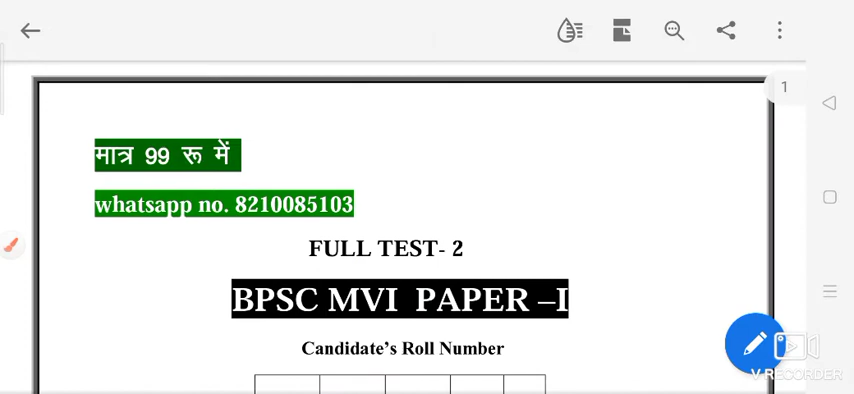 1
मात्र 99 रू में
whatsapp no. 8210085103
FULL TEST- 2
BPSC MVI PAPER –I
Candidate's Roll Number
V RECORDER